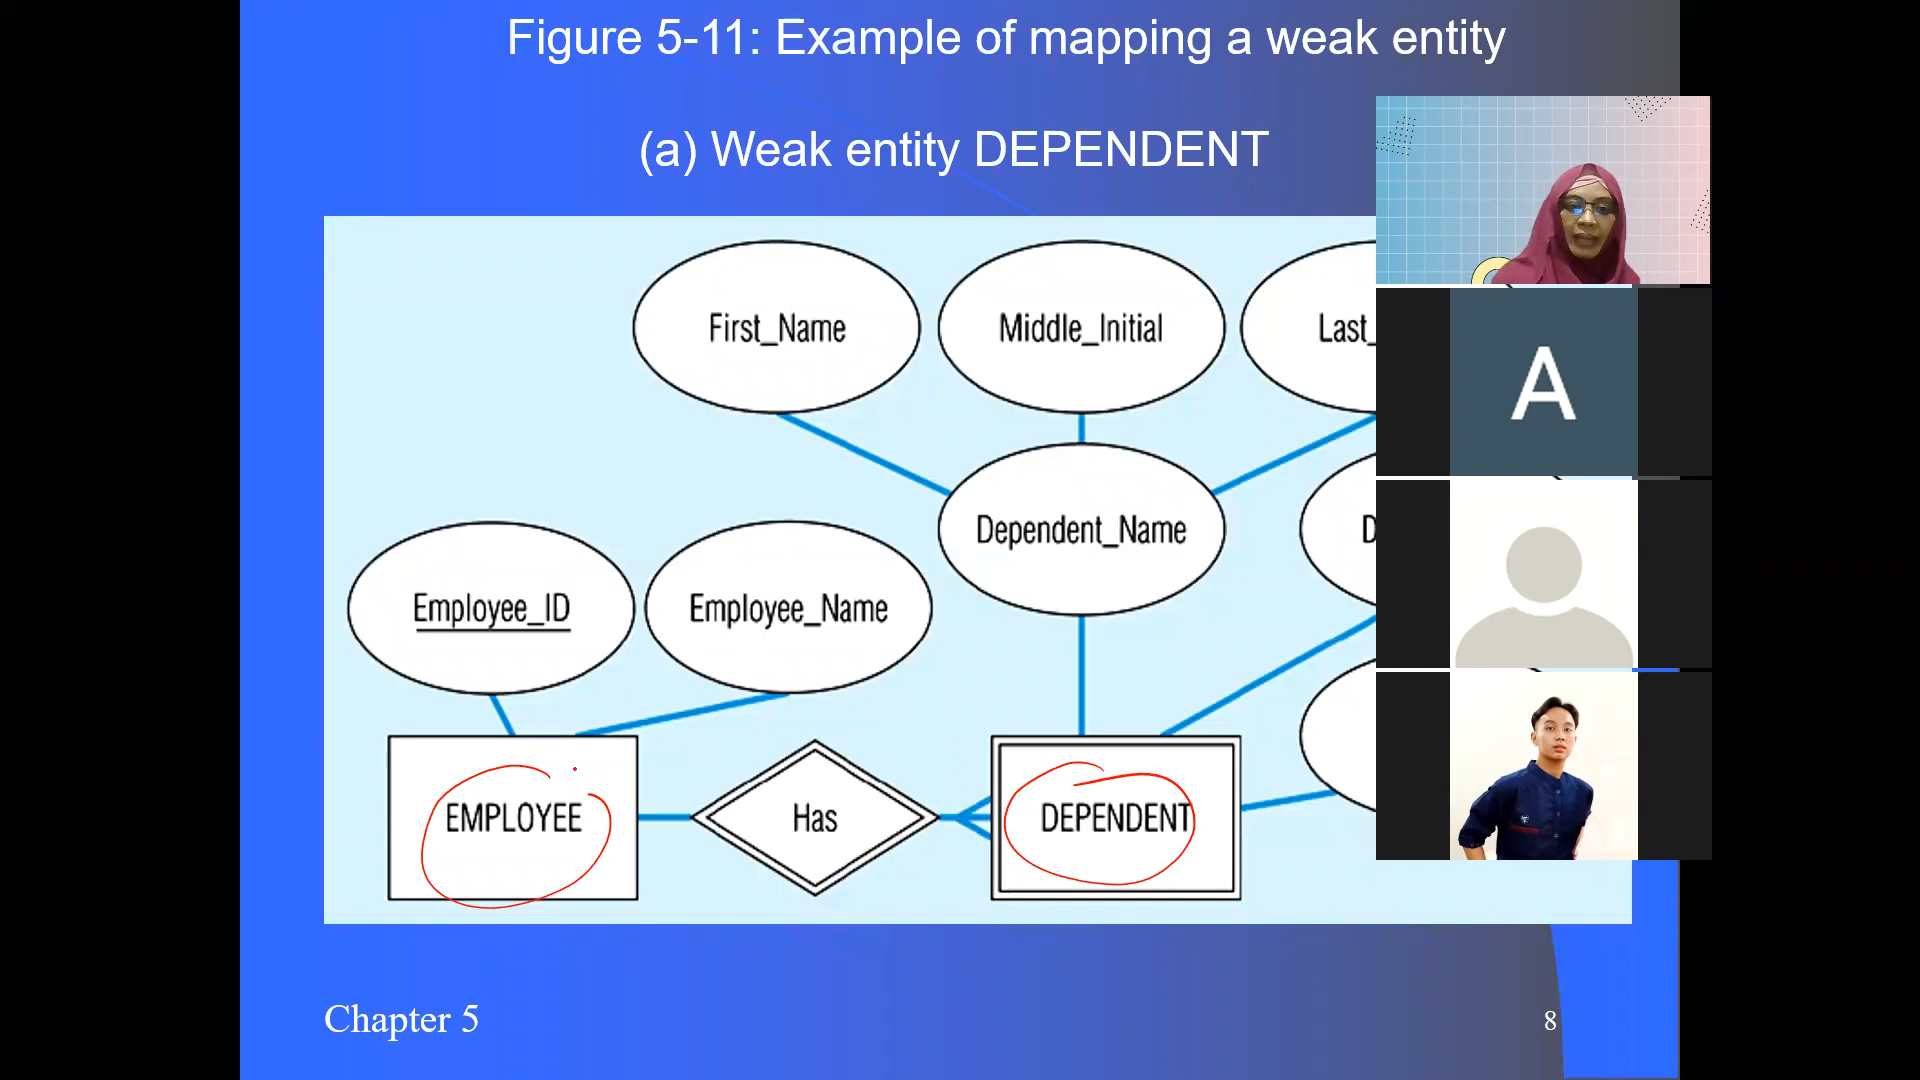 Figure 5-11: Example of mapping a weak entity
(a) Weak entity DEPENDENT
First_Name
Middle_Initial
Last_
A
Dependent_Name
D
Employee_ID
Employee_Name
EMPLOYEE
Has
DEPENDENT
Chapter 5
8